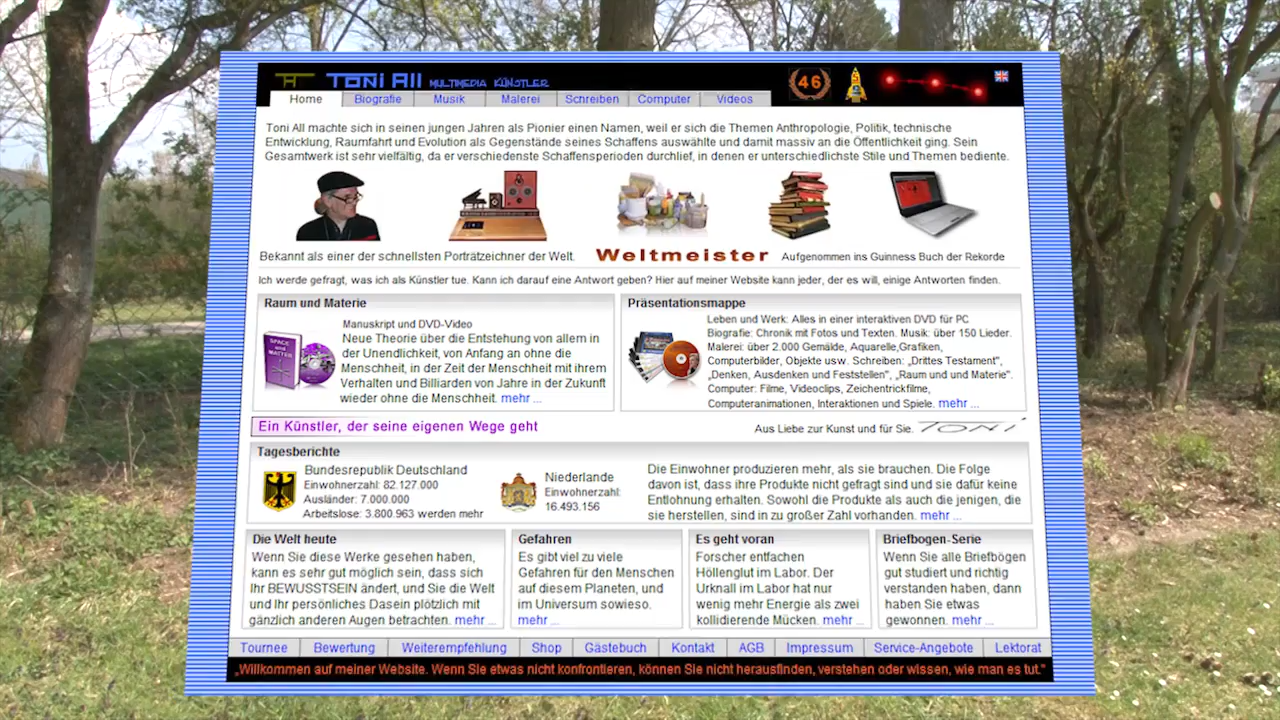 TONI All MULTIMEDIA KÜNSTLER
46
Home Biografie Musik Malerei Schreiben Computer Videos
Toni All machte sich in seinen jungen Jahren als Pionier einen Namen, weil er sich die Themen Anthropologie, Politik, technische
Entwicklung Raumfahrt und Evolution als Gegenstände seines Schaffens auswählte und damit massiv an die Öffentlichkeit ging. Sein
Gesamtwerk ist sehr vielfältig, da er verschiedenste Schaffensperioden durchlief, in denen er unterschiedlichste Stile und Themen bediente.
Bekannt als einer der schnellsten Porträtzeichner der Welt. Weltmeister Aufgenommen ins Guinness Buch der Rekorde
Ich werde gefragt, was ich als Künstler tue. Kann ich darauf eine Antwort geben? Hier auf meiner Website kann jeder, der es will, einige Antworten finden.
Raum und Materie
SPACE
and
MATTER
Manuskript und DVD-Video
Neue Theorie über die Entstehung von allem in
der Unendlichkeit, von Anfang an ohne die
Menschheit, in der Zeit der Menschheit mit ihrem
Verhalten und Billiarden von Jahre in der Zukunft
wieder ohne die Menschheit. mehr ...
Präsentationsmappe
Leben und Werk: Alles in einer interaktiven DVD für PC
Biografie: Chronik mit Fotos und Texten. Musik: über 150 Lieder.
Malerei: über 2.000 Gemälde, Aquarelle,Grafiken,
Computerbilder, Objekte usw. Schreiben: „Drittes Testament",
„Denken, Ausdenken und Feststellen", „Raum und und Materie".
Computer: Filme, Videoclips, Zeichentrickfilme,
Computeranimationen, Interaktionen und Spiele. mehr ...
Ein Künstler, der seine eigenen Wege geht
Aus Liebe zur Kunst und für Sie. Toni
Tagesberichte
Bundesrepublik Deutschland
Einwohnerzahl: 82.127.000
Ausländer: 7.000.000
Arbeitslose: 3.800.963 werden mehr
Niederlande
Einwohnerzahl:
16.493.156
Die Einwohner produzieren mehr, als sie brauchen. Die Folge
davon ist, dass ihre Produkte nicht gefragt sind und sie dafür keine
Entlohnung erhalten. Sowohl die Produkte als auch die jenigen, die
sie herstellen, sind in zu großer Zahl vorhanden. mehr ...
Die Welt heute
Wenn Sie diese Werke gesehen haben,
kann es sehr gut möglich sein, dass sich
Ihr BEWUSSTSEIN ändert, und Sie die Welt
und Ihr persönliches Dasein plötzlich mit
gänzlich anderen Augen betrachten. mehr ...
Gefahren
Es gibt viel zu viele
Gefahren für den Menschen
auf diesem Planeten, und
im Universum sowieso.
mehr ...
Es geht voran
Forscher entfachen
Höllenglut im Labor. Der
Urknall im Labor hat nur
wenig mehr Energie als zwei
kollidierende Mücken. mehr ...
Briefbogen-Serie
Wenn Sie alle Briefbögen
gut studiert und richtig
verstanden haben, dann
haben Sie etwas
gewonnen. mehr ...
Tournee Bewertung Weiterempfehlung Shop Gästebuch Kontakt AGB Impressum Service-Angebote Lektorat
„Willkommen auf meiner Website. Wenn Sie etwas nicht konfrontieren, können Sie nicht herausfinden, verstehen oder wissen, wie man es tut."